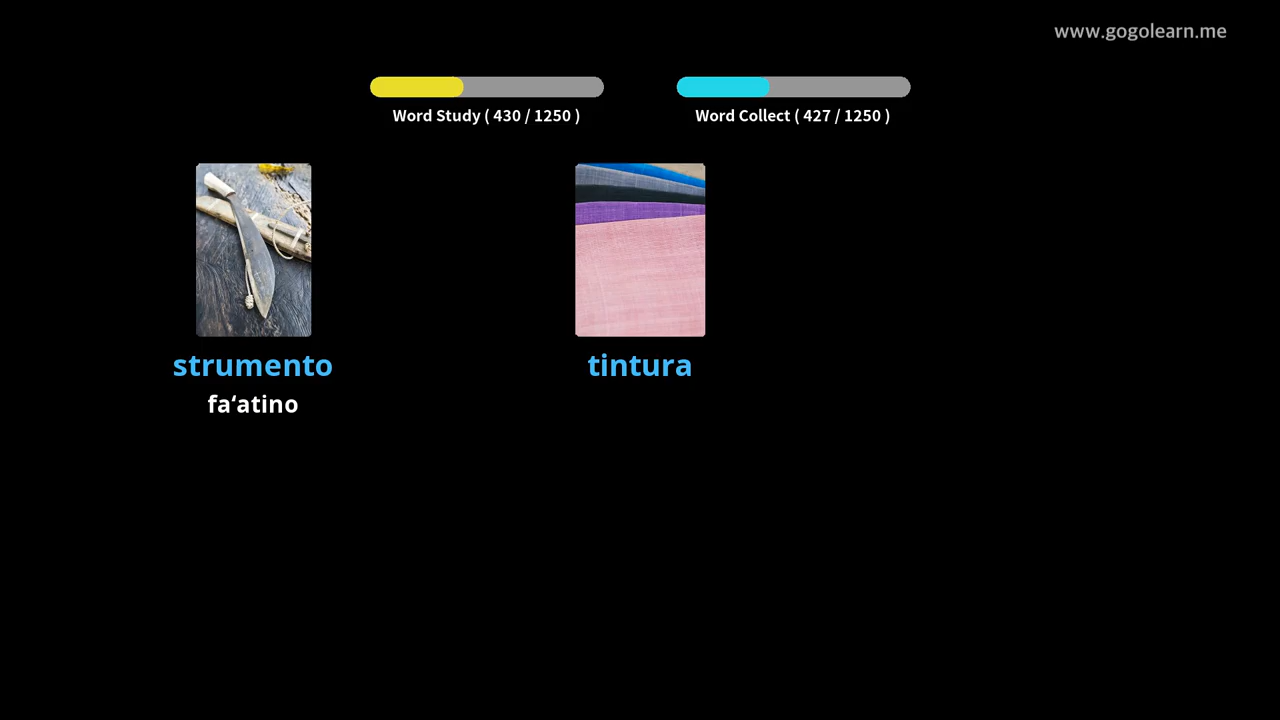 www.gogolearn.me
Word Study ( 430 / 1250 )
Word Collect ( 427 / 1250 )
strumento
tintura
fa‘atino